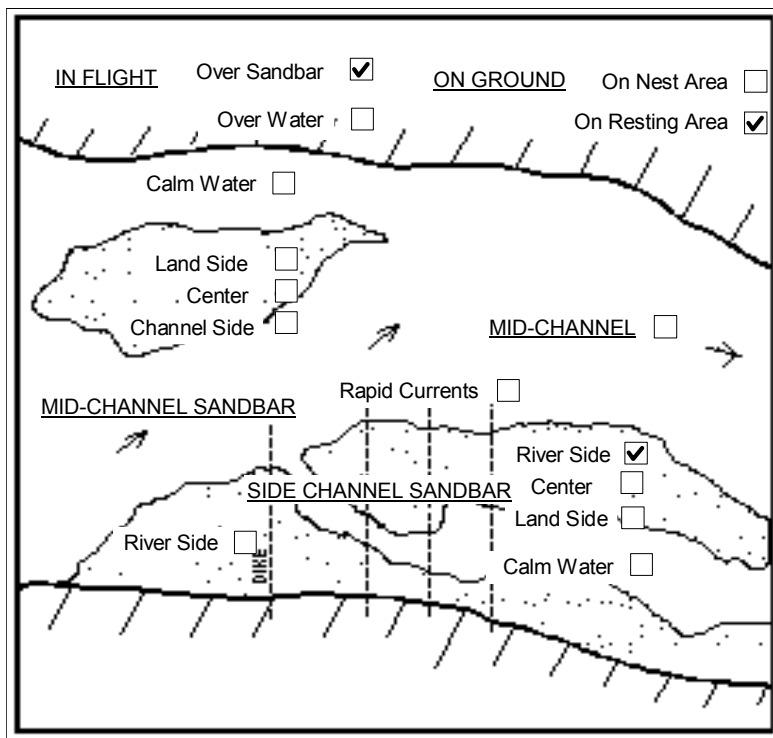 IN FLIGHT Over Sandbar ON GROUND On Nest Area
Over Water On Resting Area
Calm Water
Land Side
Center
Channel Side
MID-CHANNEL
Rapid Currents
MID-CHANNEL SANDBAR
River Side
SIDE CHANNEL SANDBAR Center
Land Side
River Side
DIKE
Calm Water